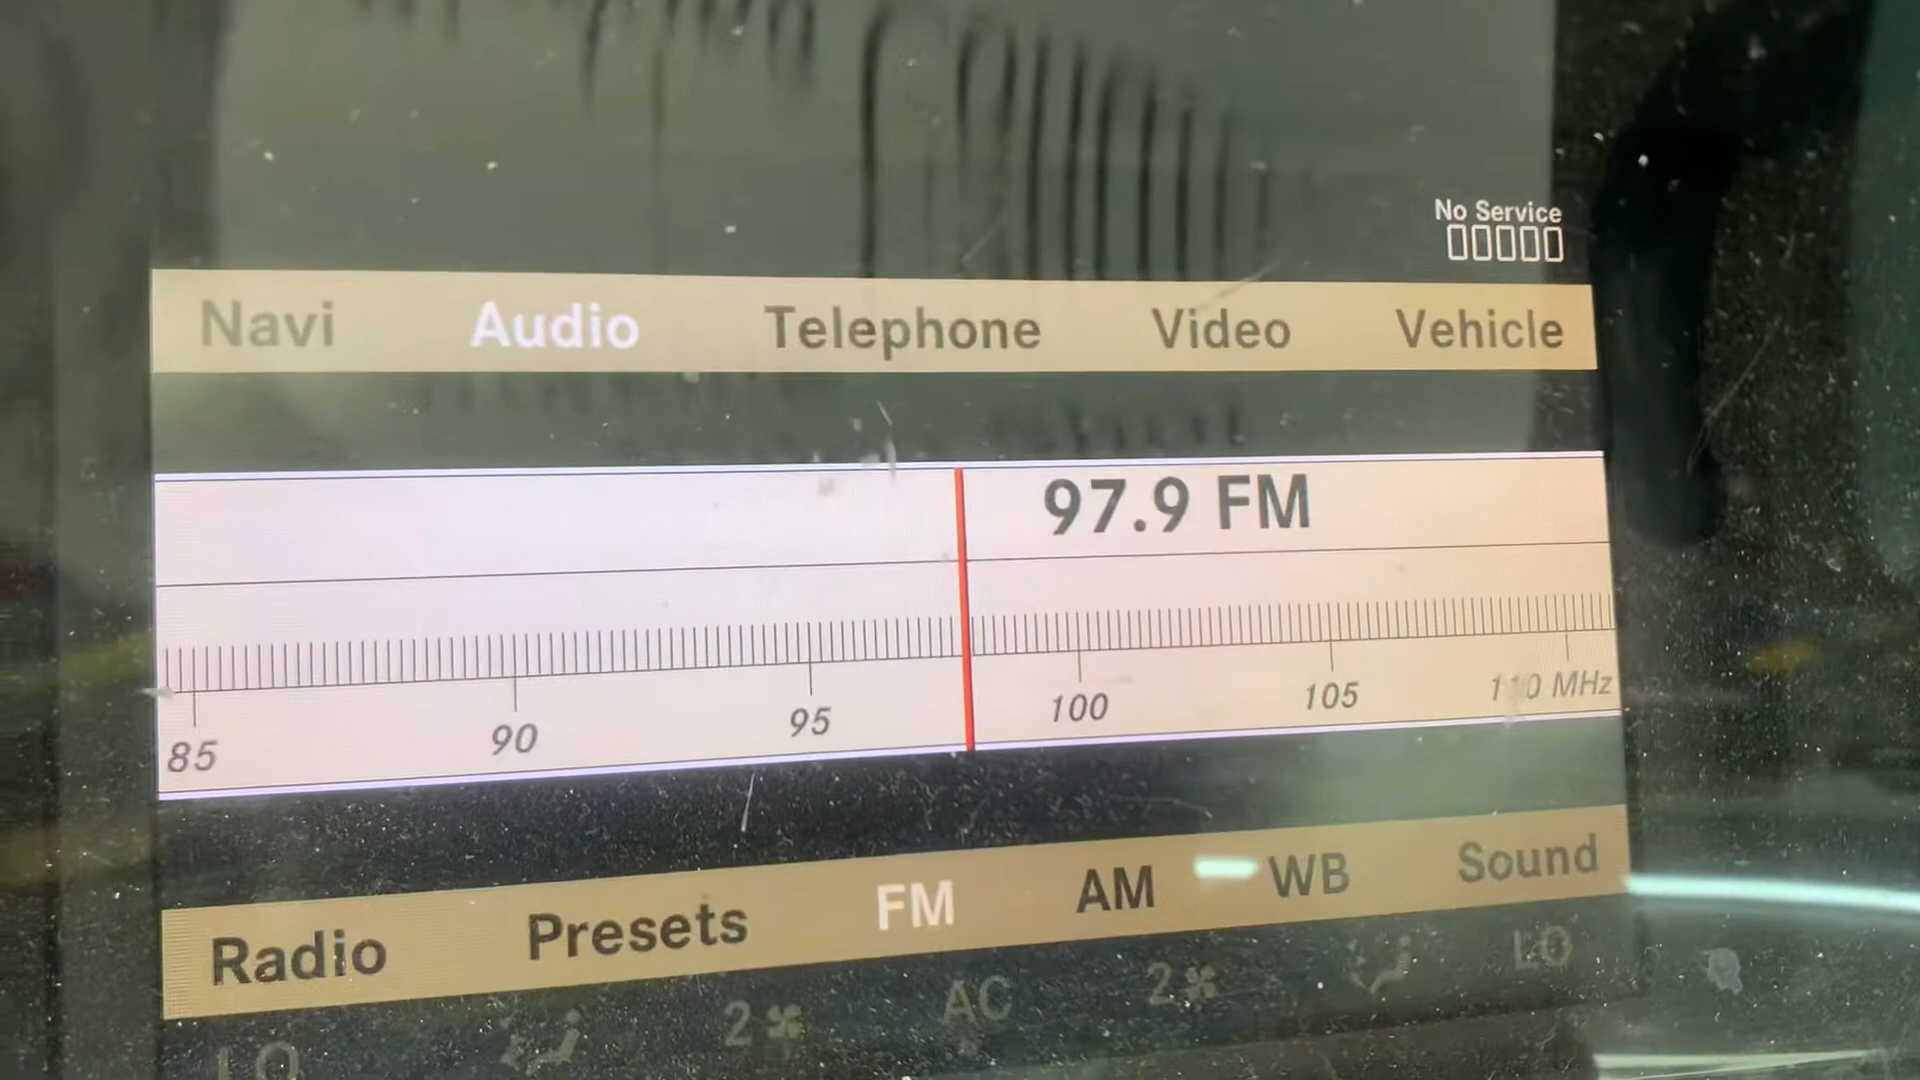 No Service
Navi Audio Telephone Video Vehicle
97.9 FM
85 90 95 100 105 110 MHz
Radio Presets FM AM WB Sound
LO 2 AC 2 LO